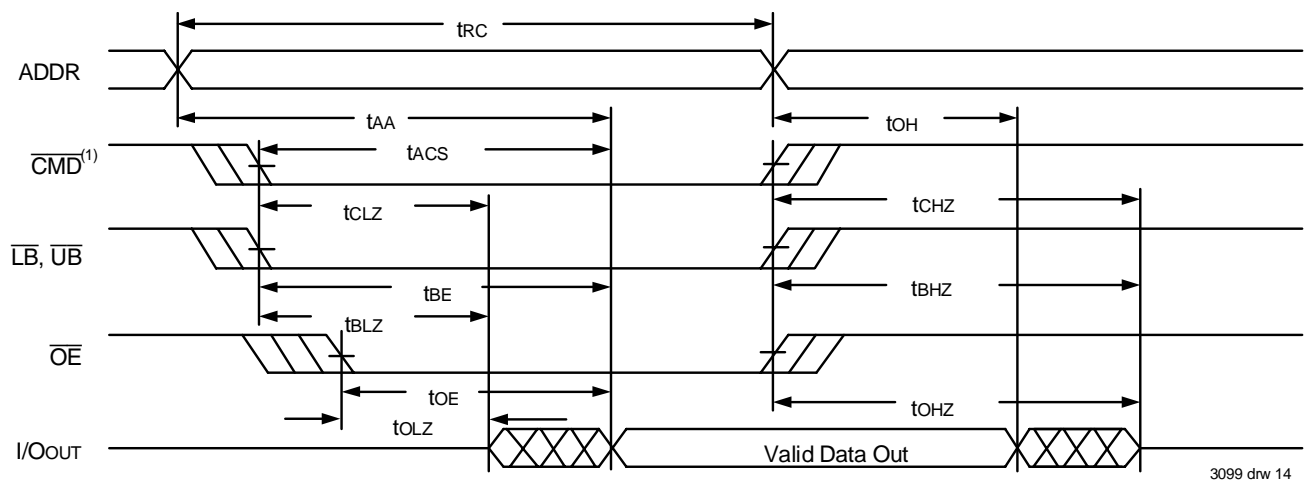 tRC
ADDR
tAA
tOH
CMD(1)
tACS
tCLZ
tCHZ
LB, UB
tBE
tBHZ
tBLZ
OE
tOE
tOHZ
tOLZ
I/OOUT
Valid Data Out
3099 drw 14